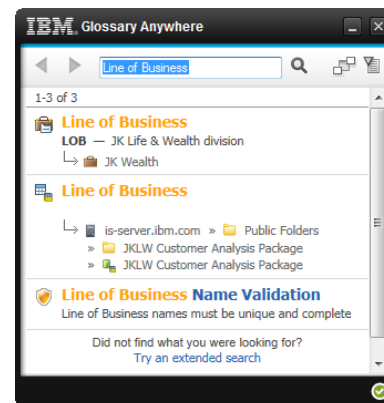 IBM. Glossary Anywhere
Line of Business
1-3 of 3
Line of Business
LOB — JK Life & Wealth division
JK Wealth
Line of Business
is-server.ibm.com » Public Folders
» JKLW Customer Analysis Package
» JKLW Customer Analysis Package
Line of Business Name Validation
Line of Business names must be unique and complete
Did not find what you were looking for?
Try an extended search